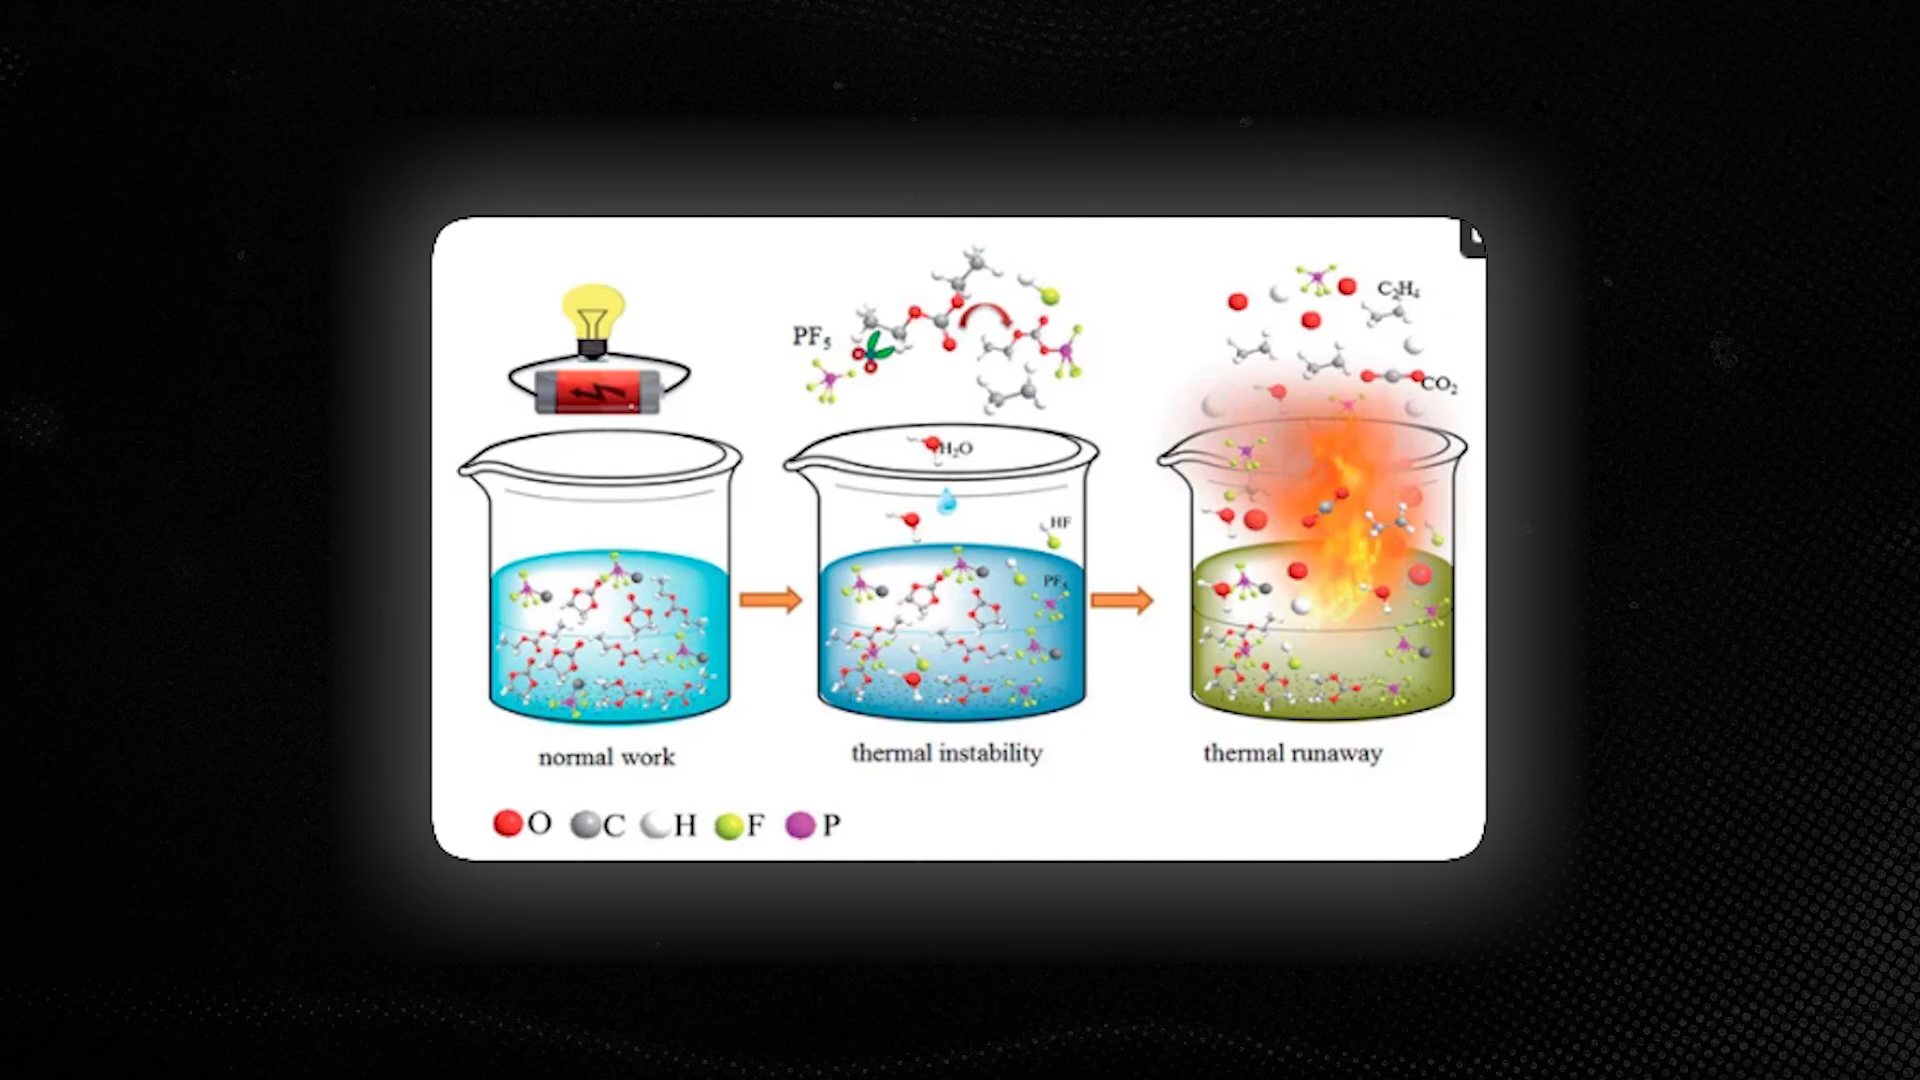 PF₅
C₂H₄
CO₂
H₂O
HF
PF₅
normal work
thermal instability
thermal runaway
O C H F P